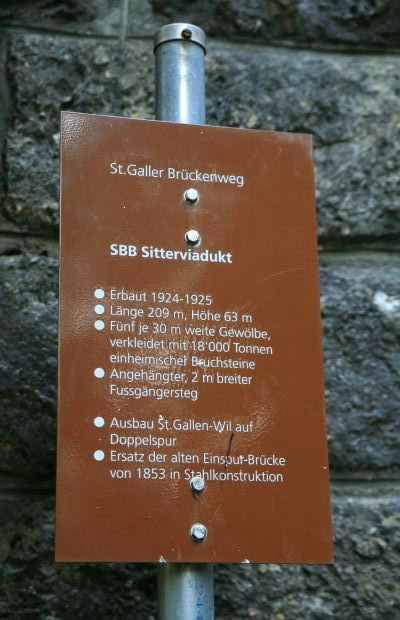 St.Galler Brückenweg
SBB Sitterviadukt
Erbaut 1924-1925
Länge 209 m, Höhe 63 m
Fünf je 30 m weite Gewölbe,
verkleidet mit 18'000 Tonnen
einheimischer Bruchsteine
Angehängter, 2 m breiter
Fussgängersteg
Ausbau St.Gallen-Wil auf
Doppelspur
Ersatz der alten Einspur-Brücke
von 1853 in Stahlkonstruktion